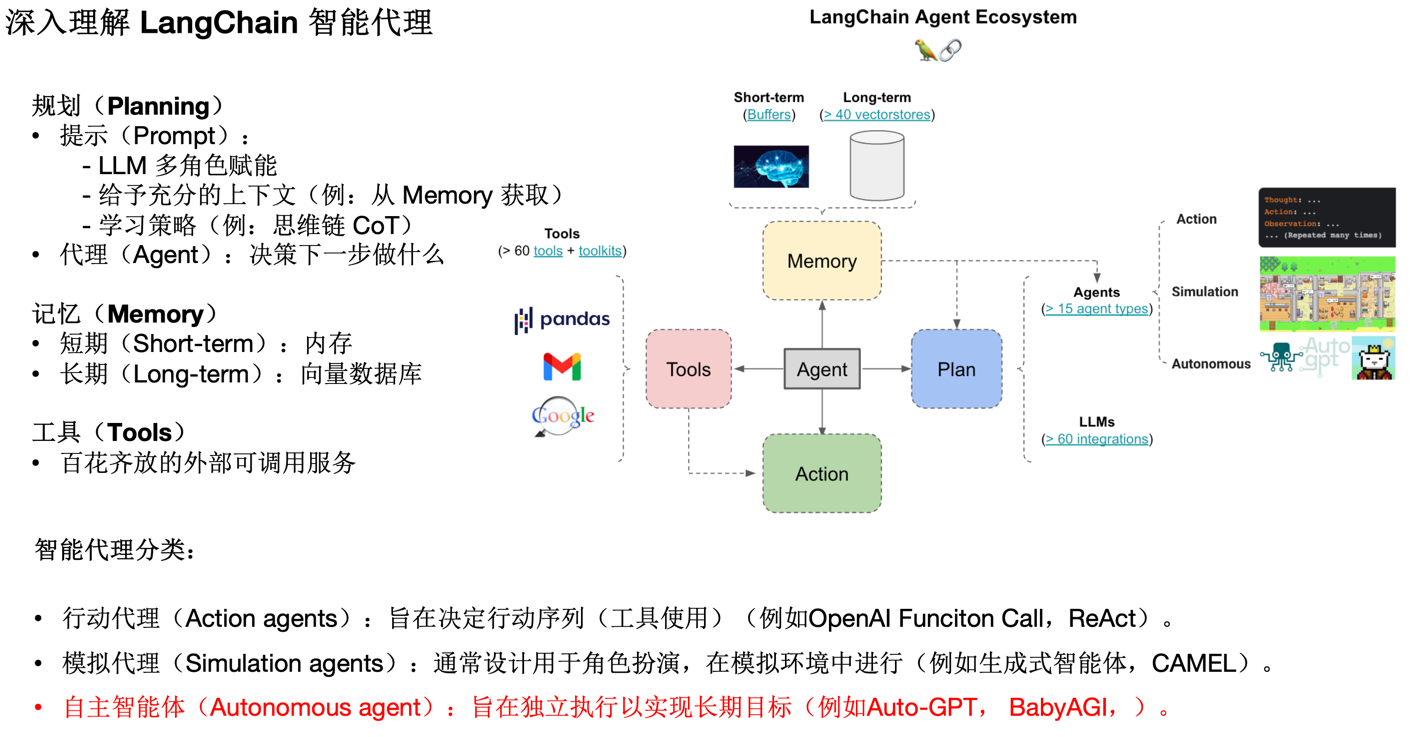 深入理解 LangChain 智能代理
规划（Planning）
• 提示（Prompt）：
- LLM 多角色赋能
- 给予充分的上下文（例：从 Memory 获取）
- 学习策略（例：思维链 CoT）
• 代理（Agent）：决策下一步做什么
记忆（Memory）
• 短期（Short-term）：内存
• 长期（Long-term）：向量数据库
工具（Tools）
• 百花齐放的外部可调用服务
LangChain Agent Ecosystem
Short-term
(Buffers)
Long-term
(> 40 vectorstores)
Tools
(> 60 tools + toolkits)
pandas
Google
Memory
Tools
Agent
Plan
Action
Agents
(> 15 agent types)
LLMs
(> 60 integrations)
Action
Thought: ...
Action: ...
Observation: ...
... (Repeated many times)
Simulation
Autonomous
Auto
gpt
智能代理分类：
• 行动代理（Action agents）：旨在决定行动序列（工具使用）（例如OpenAI Funciton Call，ReAct）。
• 模拟代理（Simulation agents）：通常设计用于角色扮演，在模拟环境中进行（例如生成式智能体，CAMEL）。
• 自主智能体（Autonomous agent）：旨在独立执行以实现长期目标（例如Auto-GPT， BabyAGI，）。